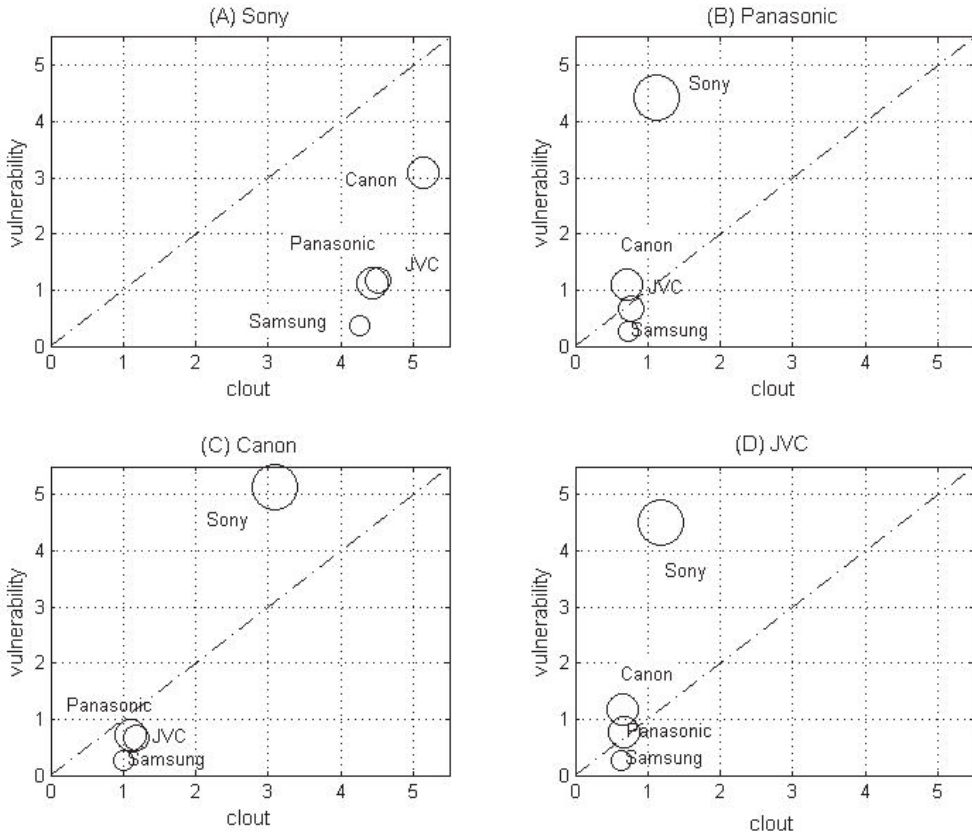 (A) Sony
(B) Panasonic
5
4
3
2
1
0
vulnerability
Canon
Panasonic
JVC
Samsung
0 1 2 3 4 5
clout
5
4
3
2
1
0
vulnerability
Sony
Canon
JVC
Samsung
0 1 2 3 4 5
clout
(C) Canon
(D) JVC
5
4
3
2
1
0
vulnerability
Sony
Panasonic
JVC
Samsung
0 1 2 3 4 5
clout
5
4
3
2
1
0
vulnerability
Sony
Canon
Panasonic
Samsung
0 1 2 3 4 5
clout